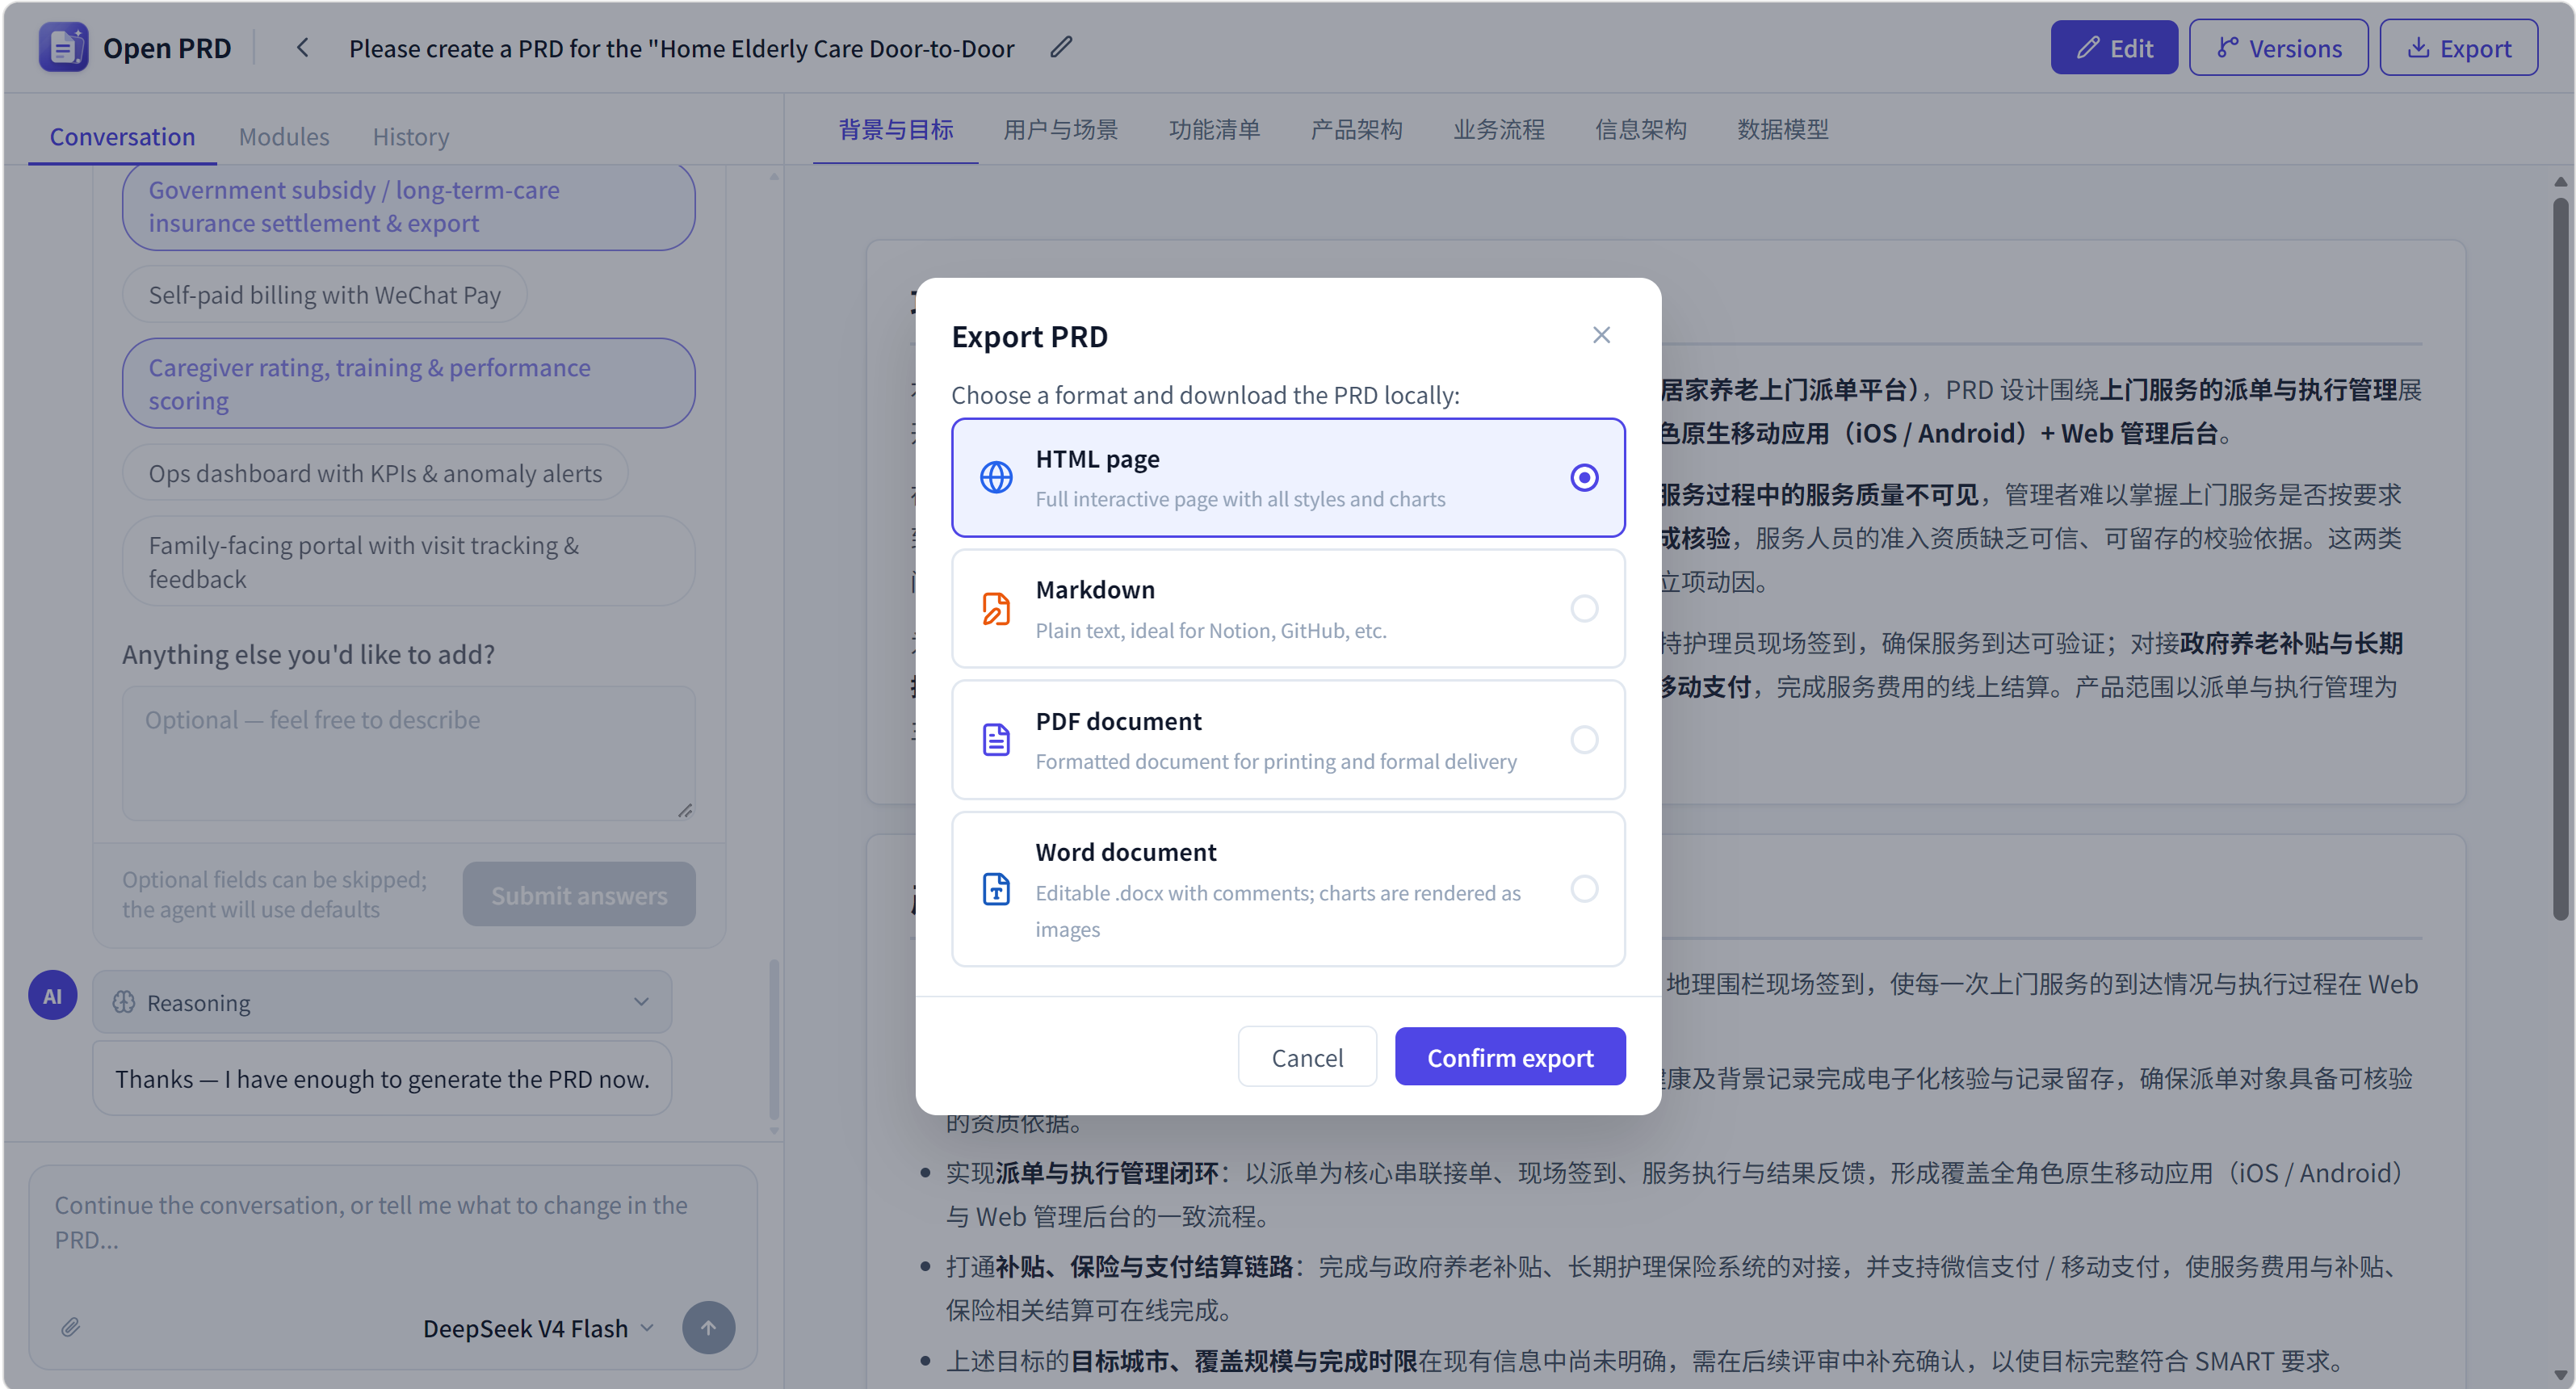 Open PRD
Please create a PRD for the "Home Elderly Care Door-to-Door
Edit
Versions
Export
Conversation
Modules
History
背景与目标
用户与场景
功能清单
产品架构
业务流程
信息架构
数据模型
Government subsidy / long-term-care
insurance settlement & export
Self-paid billing with WeChat Pay
Caregiver rating, training & performance
scoring
Ops dashboard with KPIs & anomaly alerts
Family-facing portal with visit tracking &
feedback
Anything else you'd like to add?
Optional — feel free to describe
Optional fields can be skipped;
the agent will use defaults
Submit answers
AI
Reasoning
Thanks — I have enough to generate the PRD now.
Continue the conversation, or tell me what to change in the
PRD...
DeepSeek V4 Flash
Export PRD
Choose a format and download the PRD locally:
HTML page
Full interactive page with all styles and charts
Markdown
Plain text, ideal for Notion, GitHub, etc.
PDF document
Formatted document for printing and formal delivery
Word document
Editable .docx with comments; charts are rendered as
images
Cancel
Confirm export
居家养老上门派单平台），PRD 设计围绕上门服务的派单与执行管理展
色原生移动应用（iOS / Android）+ Web 管理后台。
服务过程中的服务质量不可见，管理者难以掌握上门服务是否按要求
成核验，服务人员的准入资质缺乏可信、可留存的校验依据。这两类
立项动因。
持护理员现场签到，确保服务到达可验证；对接政府养老补贴与长期
移动支付，完成服务费用的线上结算。产品范围以派单与执行管理为
地理围栏现场签到，使每一次上门服务的到达情况与执行过程在 Web
康及背景记录完成电子化核验与记录留存，确保派单对象具备可核验
的资质依据。
实现派单与执行管理闭环：以派单为核心串联接单、现场签到、服务执行与结果反馈，形成覆盖全角色原生移动应用（iOS / Android）
与 Web 管理后台的一致流程。
打通补贴、保险与支付结算链路：完成与政府养老补贴、长期护理保险系统的对接，并支持微信支付 / 移动支付，使服务费用与补贴、
保险相关结算可在线完成。
上述目标的目标城市、覆盖规模与完成时限在现有信息中尚未明确，需在后续评审中补充确认，以使目标完整符合 SMART 要求。